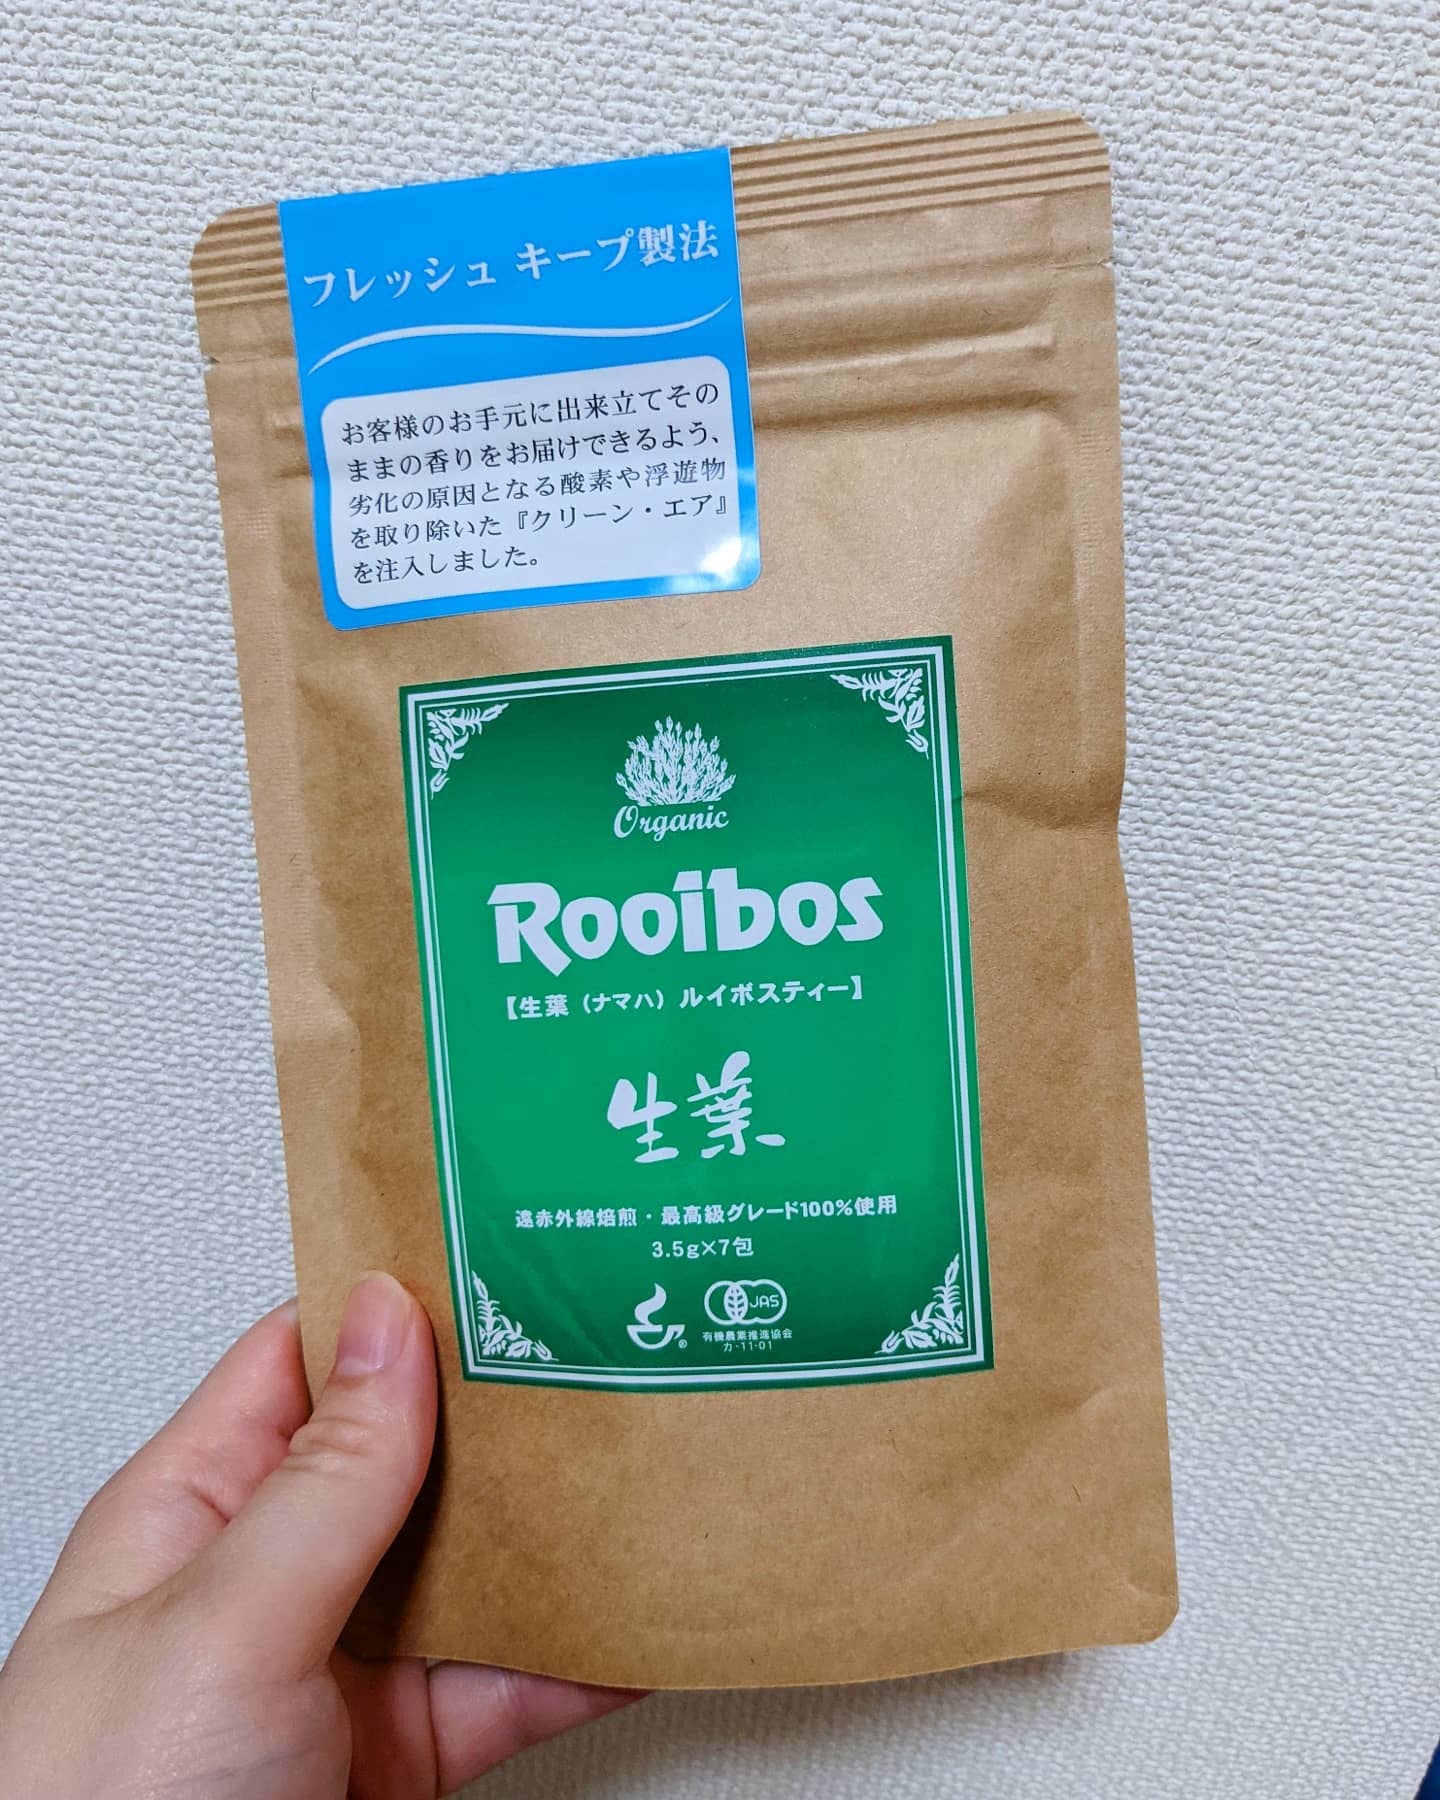 フレッシュ キープ製法
お客様のお手元に出来立てその
ままの香りをお届けできるよう、
劣化の原因となる酸素や浮遊物
を取り除いた『クリーン・エア』
を注入しました。
Organic
Rooibos
【生葉（ナマハ）ルイボスティー】
生葉
遠赤外線焙煎・最高級グレード100%使用
3.5g×7包
®
JAS
有機農業推進協会
カ-11-01